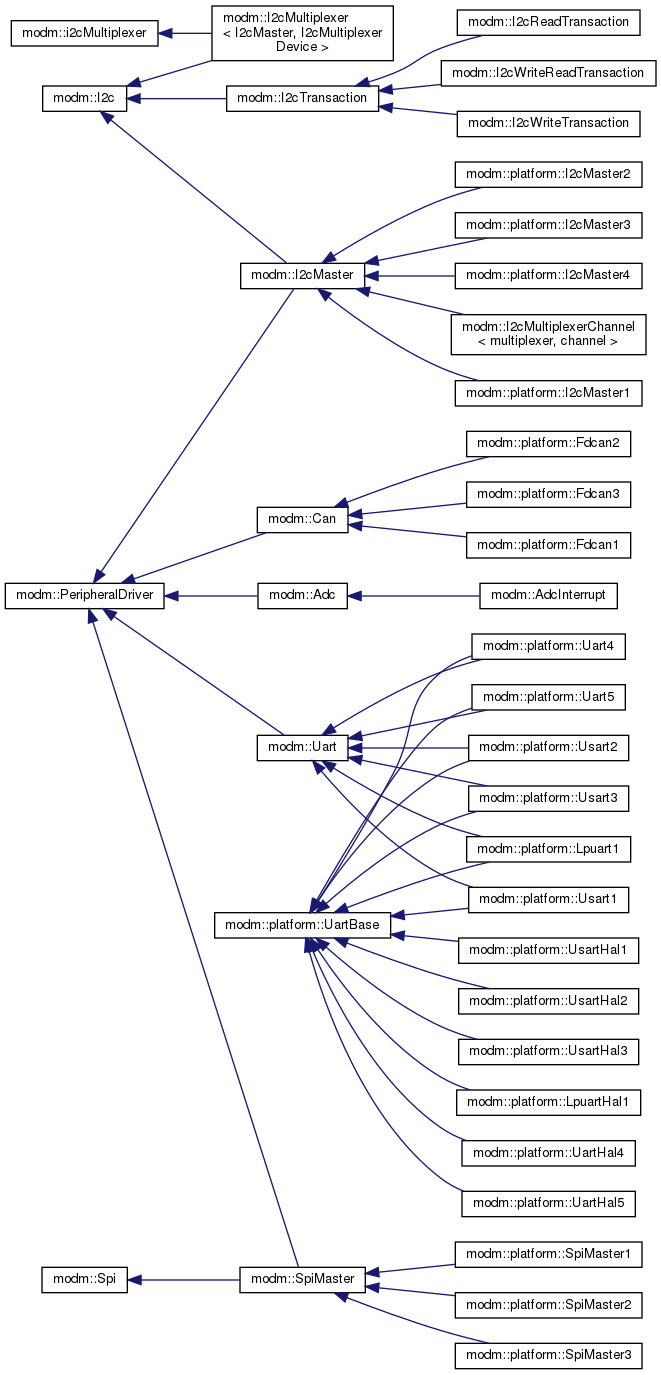 modm::i2cMultiplexer
modm::I2cMultiplexer
< I2cMaster, I2cMultiplexer
Device >
modm::I2c
modm::I2cTransaction
modm::I2cReadTransaction
modm::I2cWriteReadTransaction
modm::I2cWriteTransaction
modm::I2cMaster
modm::platform::I2cMaster2
modm::platform::I2cMaster3
modm::platform::I2cMaster4
modm::I2cMultiplexerChannel
< multiplexer, channel >
modm::platform::I2cMaster1
modm::PeripheralDriver
modm::Can
modm::platform::Fdcan2
modm::platform::Fdcan3
modm::platform::Fdcan1
modm::Adc
modm::AdcInterrupt
modm::Uart
modm::platform::Uart4
modm::platform::Uart5
modm::platform::Usart2
modm::platform::Usart3
modm::platform::Lpuart1
modm::platform::Usart1
modm::platform::UartBase
modm::platform::UsartHal1
modm::platform::UsartHal2
modm::platform::UsartHal3
modm::platform::LpuartHal1
modm::platform::UartHal4
modm::platform::UartHal5
modm::Spi
modm::SpiMaster
modm::platform::SpiMaster1
modm::platform::SpiMaster2
modm::platform::SpiMaster3